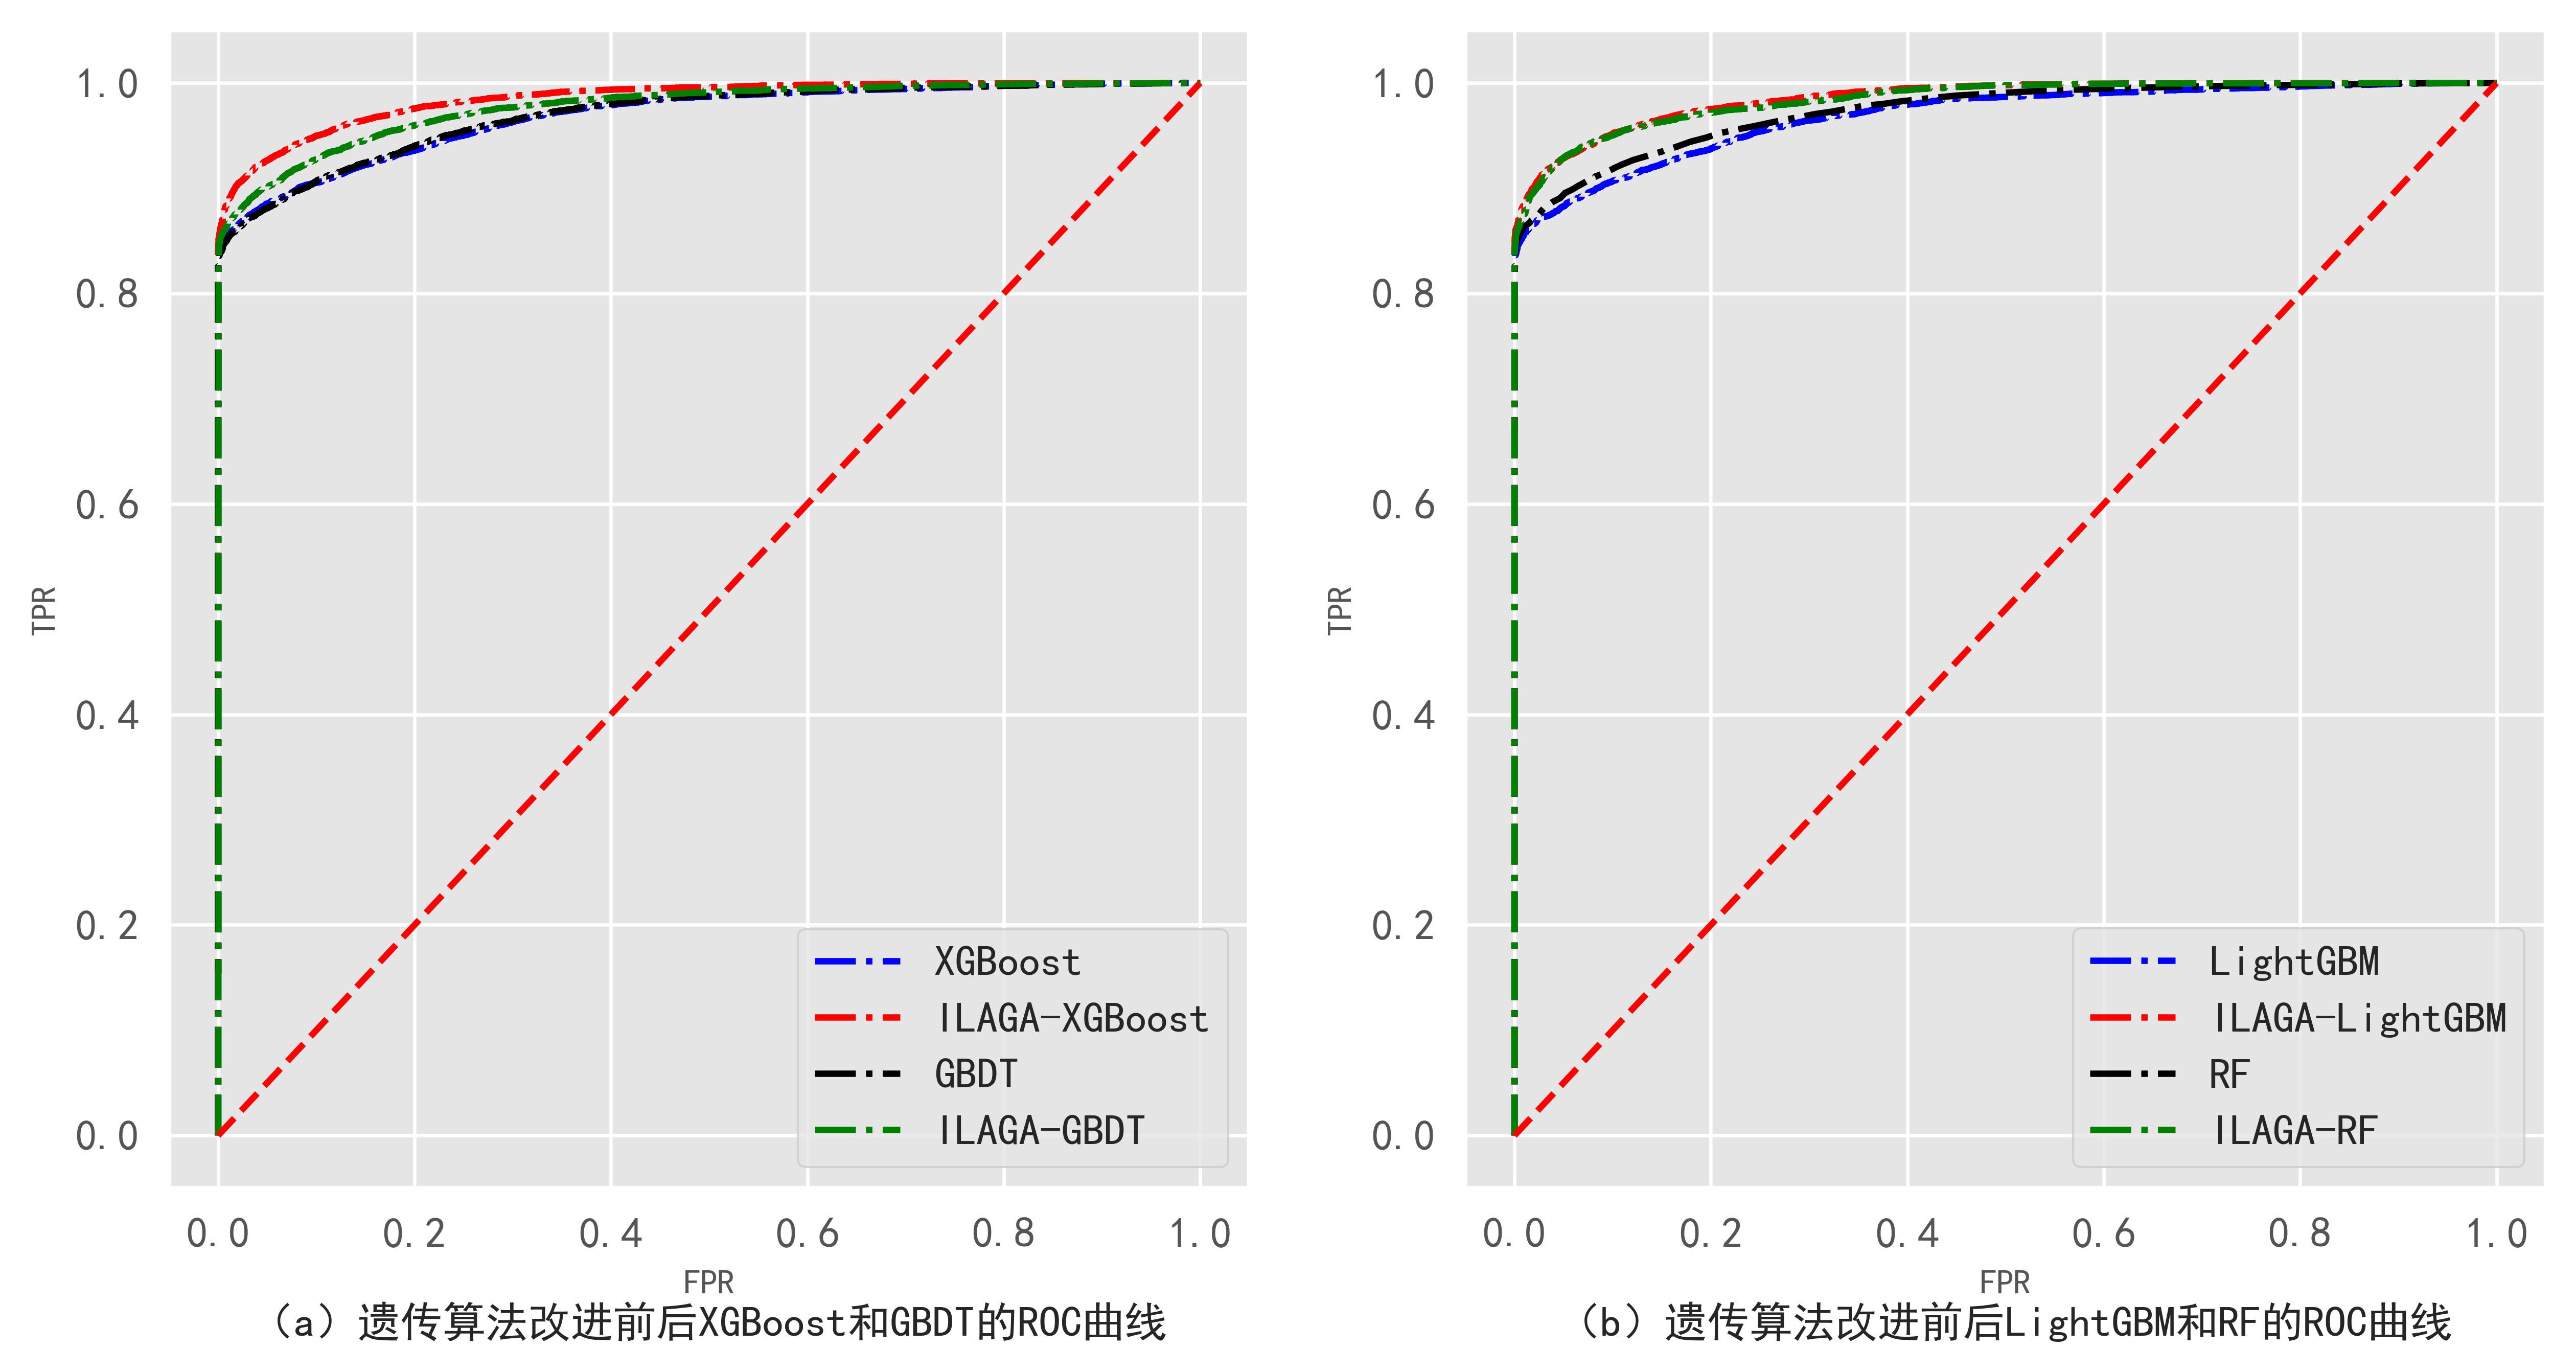 1.0
0.8
0.6
0.4
0.2
0.0
TPR
XGBoost
ILAGA-XGBoost
GBDT
ILAGA-GBDT
0.0 0.2 0.4 0.6 0.8 1.0
FPR
(a) 遗传算法改进前后XGBoost和GBDT的ROC曲线
1.0
0.8
0.6
0.4
0.2
0.0
TPR
LightGBM
ILAGA-LightGBM
RF
ILAGA-RF
0.0 0.2 0.4 0.6 0.8 1.0
FPR
(b) 遗传算法改进前后LightGBM和RF的ROC曲线